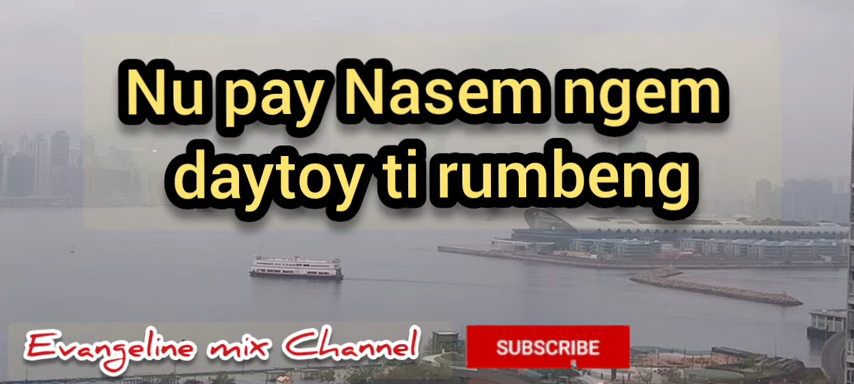 Nu pay Nasem ngem
daytoy ti rumbeng
Evangeline mix Channel
SUBSCRIBE